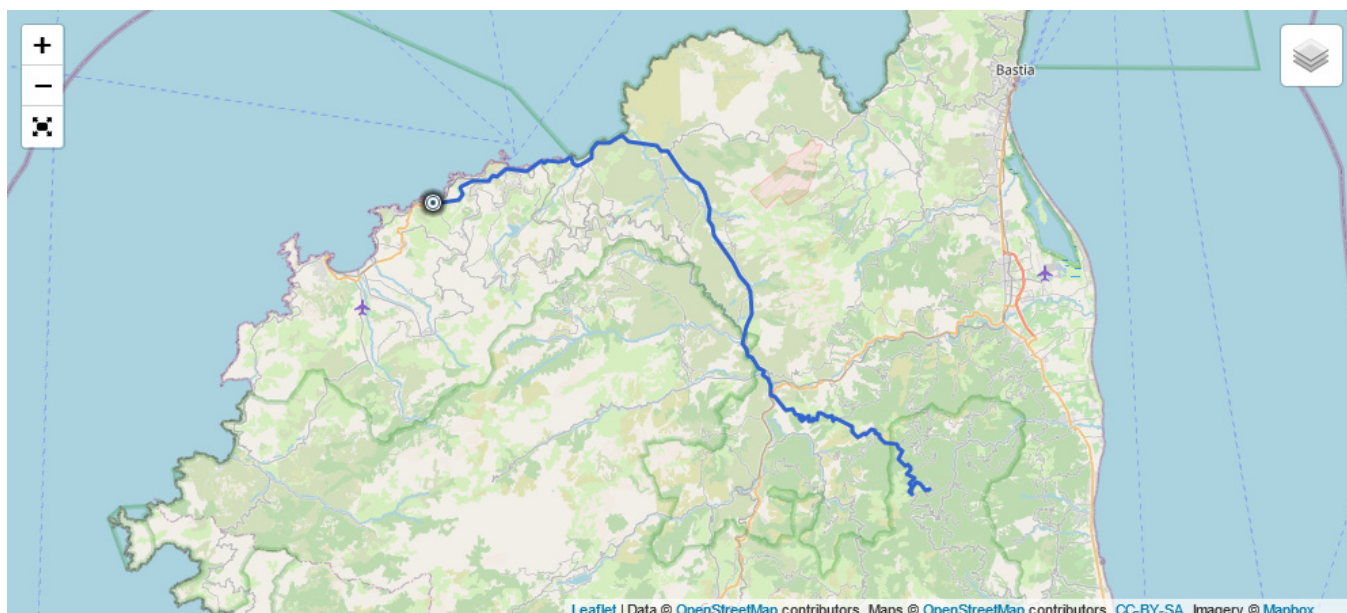 +
−
Bastia
Leaflet | Data © OpenStreetMap contributors, Maps © OpenStreetMap contributors, CC-BY-SA, Imagery © Mapbox